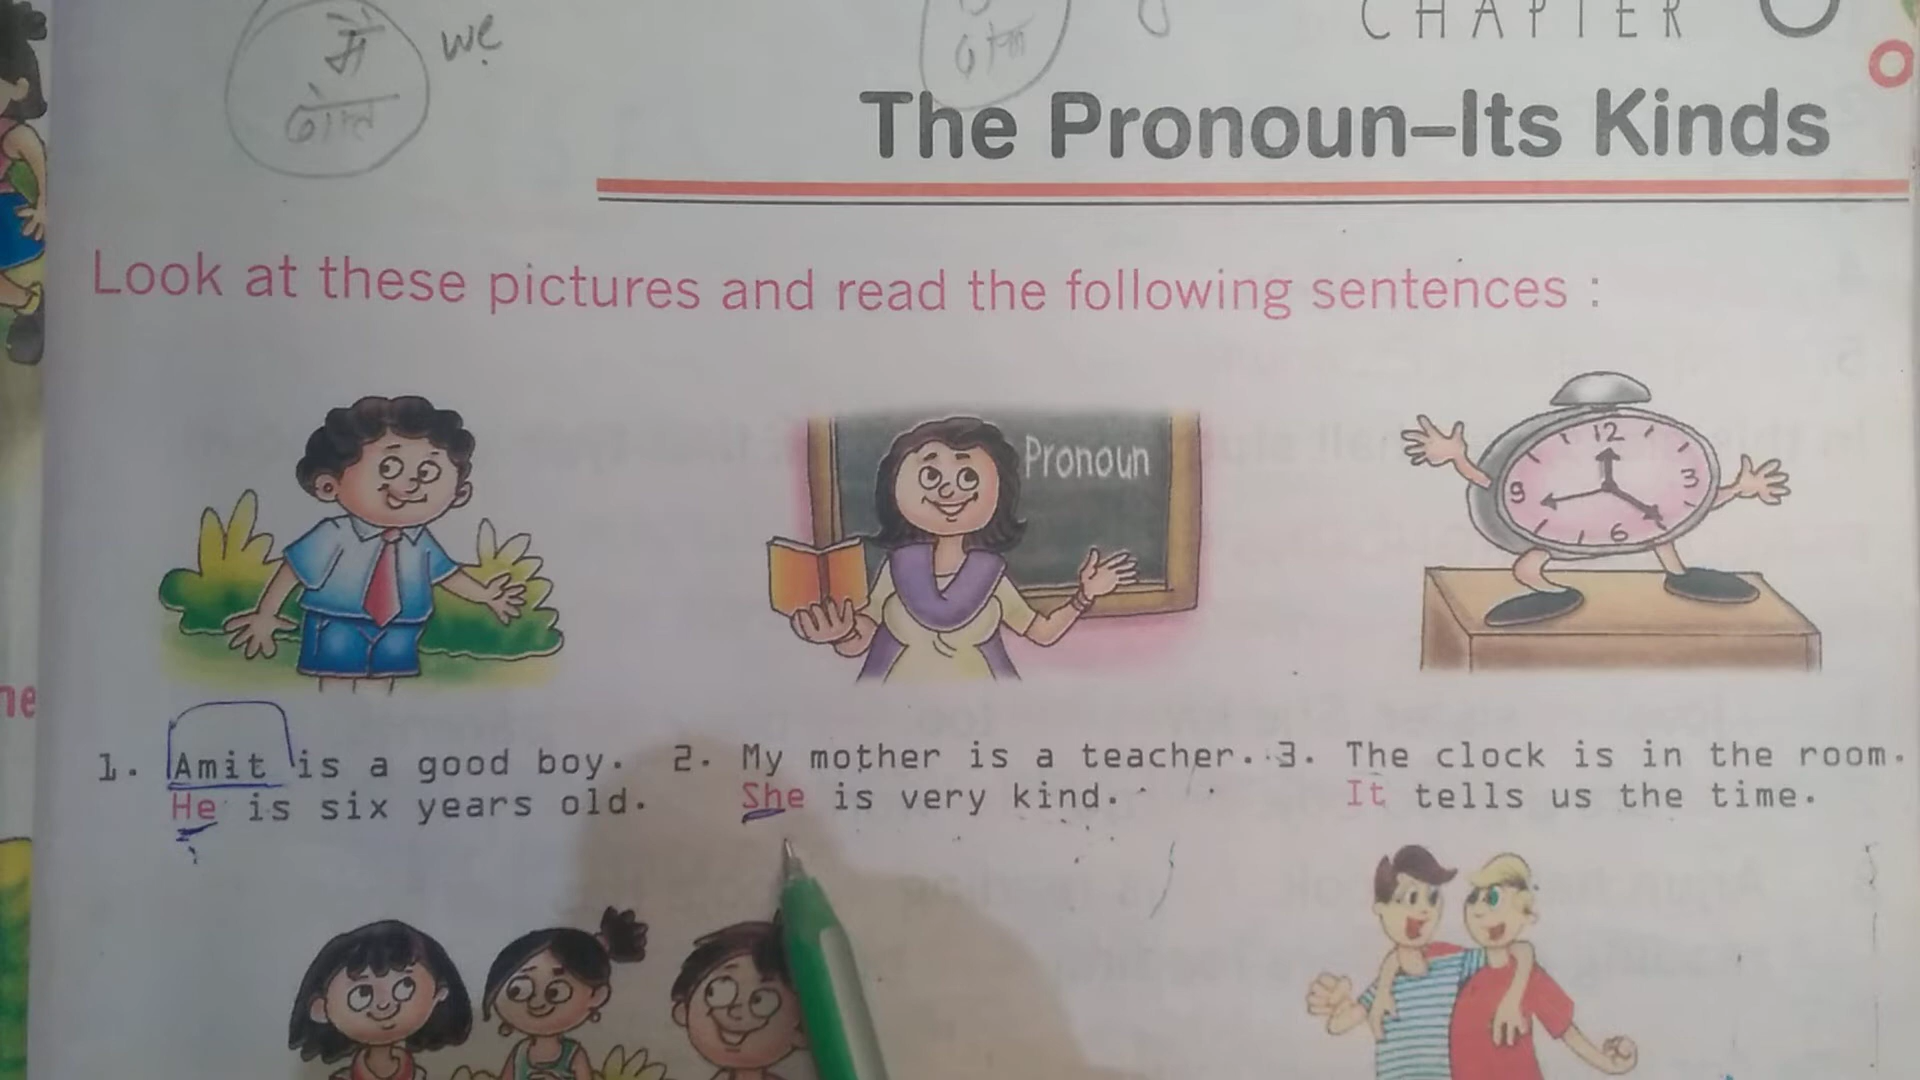 में
we
CHAPTER
The Pronoun–Its Kinds
Look at these pictures and read the following sentences :
Pronoun
12
3
9
6
1. Amit is a good boy.
He is six years old.
2. My mother is a teacher.
She is very kind.
3. The clock is in the room.
It tells us the time.